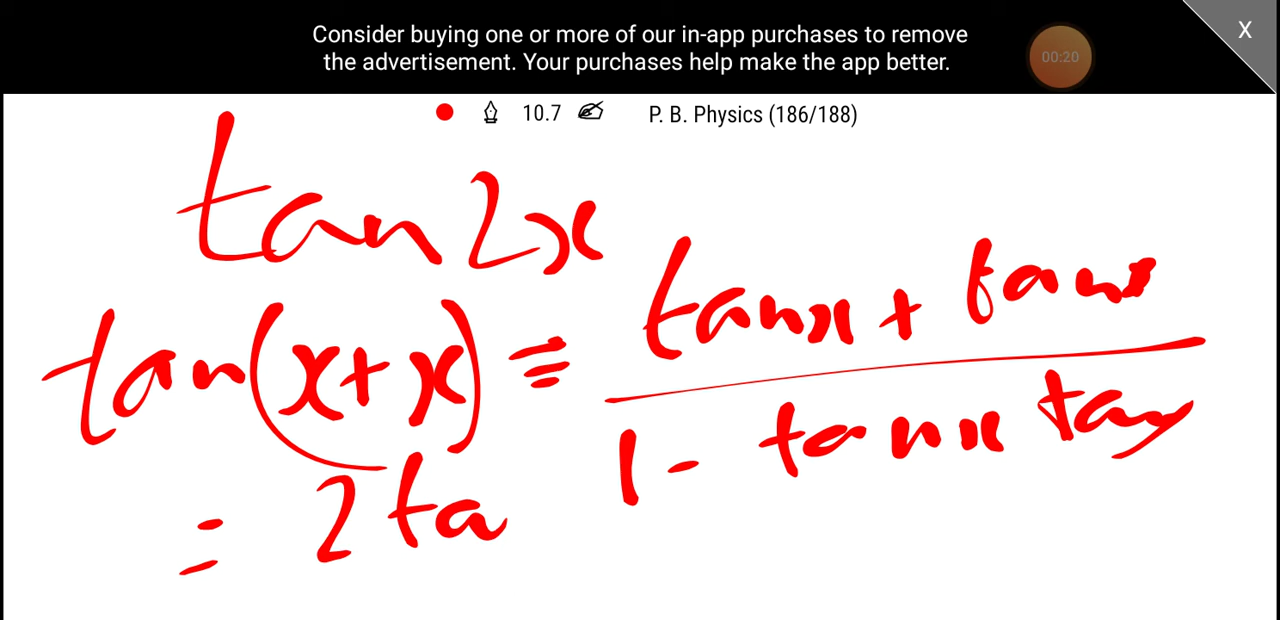 Consider buying one or more of our in-app purchases to remove
the advertisement. Your purchases help make the app better.
00:20
X
10.7 P. B. Physics (186/188)
tan2x
tan(x+x) = (tanx + tanx)/(1 - tanx tan
= 2ta